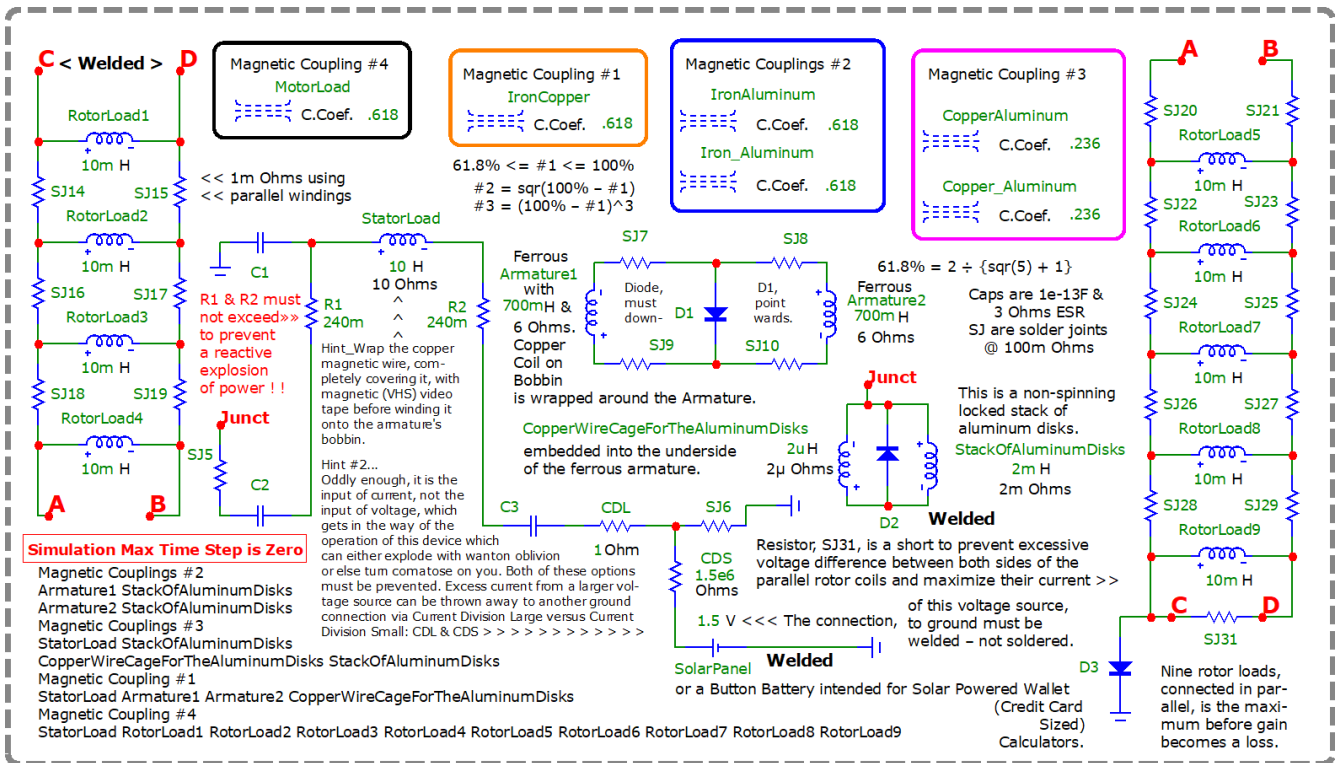 C < Welded > D
RotorLoad1
+
10m H
SJ14
SJ15
RotorLoad2
+
10m H
SJ16
SJ17
RotorLoad3
+
10m H
SJ18
SJ19
RotorLoad4
+
10m H
A
B
<< 1m Ohms using
<< parallel windings
Magnetic Coupling #4
MotorLoad
C.Coef. .618
Magnetic Coupling #1
IronCopper
C.Coef. .618
61.8% <= #1 <= 100%
#2 = sqr(100% – #1)
#3 = (100% – #1)^3
Magnetic Couplings #2
IronAluminum
C.Coef. .618
Iron_Aluminum
C.Coef. .618
Magnetic Coupling #3
CopperAluminum
C.Coef. .236
Copper_Aluminum
C.Coef. .236
C1
R1 & R2 must
not exceed»»
to prevent
a reactive
explosion
of power ! !
R1
240m
StatorLoad
+
10 H
10 Ohms
^
^
^
R2
240m
Hint_Wrap the copper
magnetic wire, com-
pletely covering it, with
magnetic (VHS) video
tape before winding it
onto the armature's
bobbin.
Hint #2...
Oddly enough, it is the
input of current, not the
input of voltage, which
gets in the way of the
operation of this device which
can either explode with wanton oblivion
or else turn comatose on you. Both of these options
must be prevented. Excess current from a larger vol-
tage source can be thrown away to another ground
connection via Current Division Large versus Current
Division Small: CDL & CDS > > > > > > > > > > > >
Junct
SJ5
C2
Ferrous
Armature1
with
700mH &
6 Ohms.
Copper
Coil on
Bobbin
is wrapped around the Armature.
+
SJ7
SJ8
Diode,
must
down-
D1
D1,
point
wards.
SJ9
SJ10
+
Ferrous
Armature2
700m H
6 Ohms
61.8% = 2 ÷ {sqr(5) + 1}
Caps are 1e-13F &
3 Ohms ESR
SJ are solder joints
@ 100m Ohms
CopperWireCageForTheAluminumDisks
embedded into the underside
of the ferrous armature.
2u H
2µ Ohms
Junct
+
+
D2
This is a non-spinning
locked stack of
aluminum disks.
StackOfAluminumDisks
2m H
2m Ohms
Welded
C3
CDL
1 Ohm
SJ6
CDS
1.5e6
Ohms
Resistor, SJ31, is a short to prevent excessive
voltage difference between both sides of the
parallel rotor coils and maximize their current >>
1.5 V <<< The connection,
of this voltage source,
to ground must be
welded – not soldered.
SolarPanel
Welded
or a Button Battery intended for Solar Powered Wallet
(Credit Card
Sized)
Calculators.
A
B
SJ20
SJ21
RotorLoad5
+
10m H
SJ22
SJ23
RotorLoad6
+
10m H
SJ24
SJ25
RotorLoad7
+
10m H
SJ26
SJ27
RotorLoad8
+
10m H
SJ28
SJ29
RotorLoad9
+
10m H
C
D
SJ31
D3
Nine rotor loads,
connected in par-
allel, is the maxi-
mum before gain
becomes a loss.
Simulation Max Time Step is Zero
Magnetic Couplings #2
Armature1 StackOfAluminumDisks
Armature2 StackOfAluminumDisks
Magnetic Couplings #3
StatorLoad StackOfAluminumDisks
CopperWireCageForTheAluminumDisks StackOfAluminumDisks
Magnetic Coupling #1
StatorLoad Armature1 Armature2 CopperWireCageForTheAluminumDisks
Magnetic Coupling #4
StatorLoad RotorLoad1 RotorLoad2 RotorLoad3 RotorLoad4 RotorLoad5 RotorLoad6 RotorLoad7 RotorLoad8 RotorLoad9